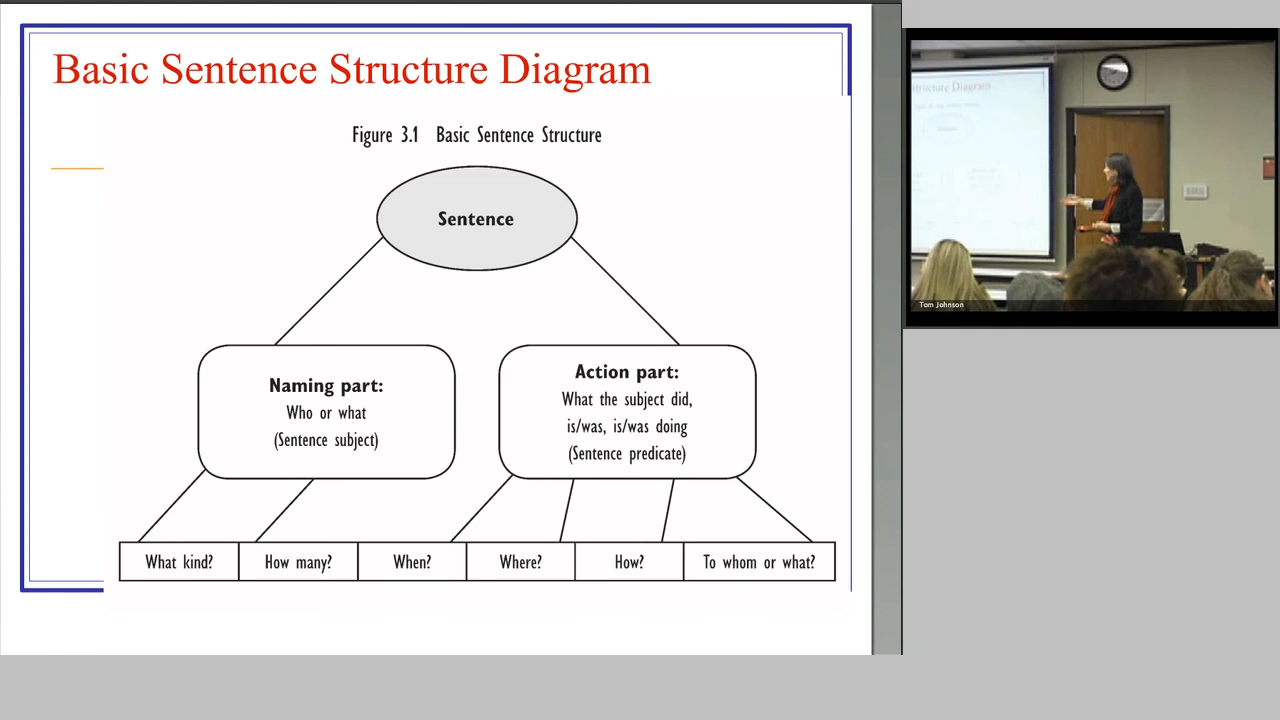 Basic Sentence Structure Diagram
Figure 3.1 Basic Sentence Structure
Sentence
Naming part:
Who or what
(Sentence subject)
Action part:
What the subject did,
is/was, is/was doing
(Sentence predicate)
What kind?
How many?
When?
Where?
How?
To whom or what?
Structure Diagram
Tom Johnson